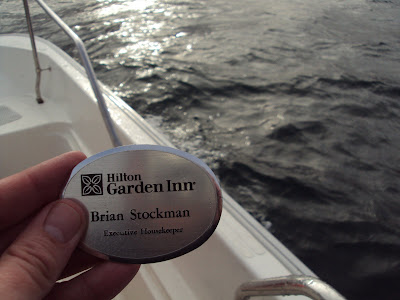 Hilton
Garden Inn
Brian Stockman
Executive Housekeeper